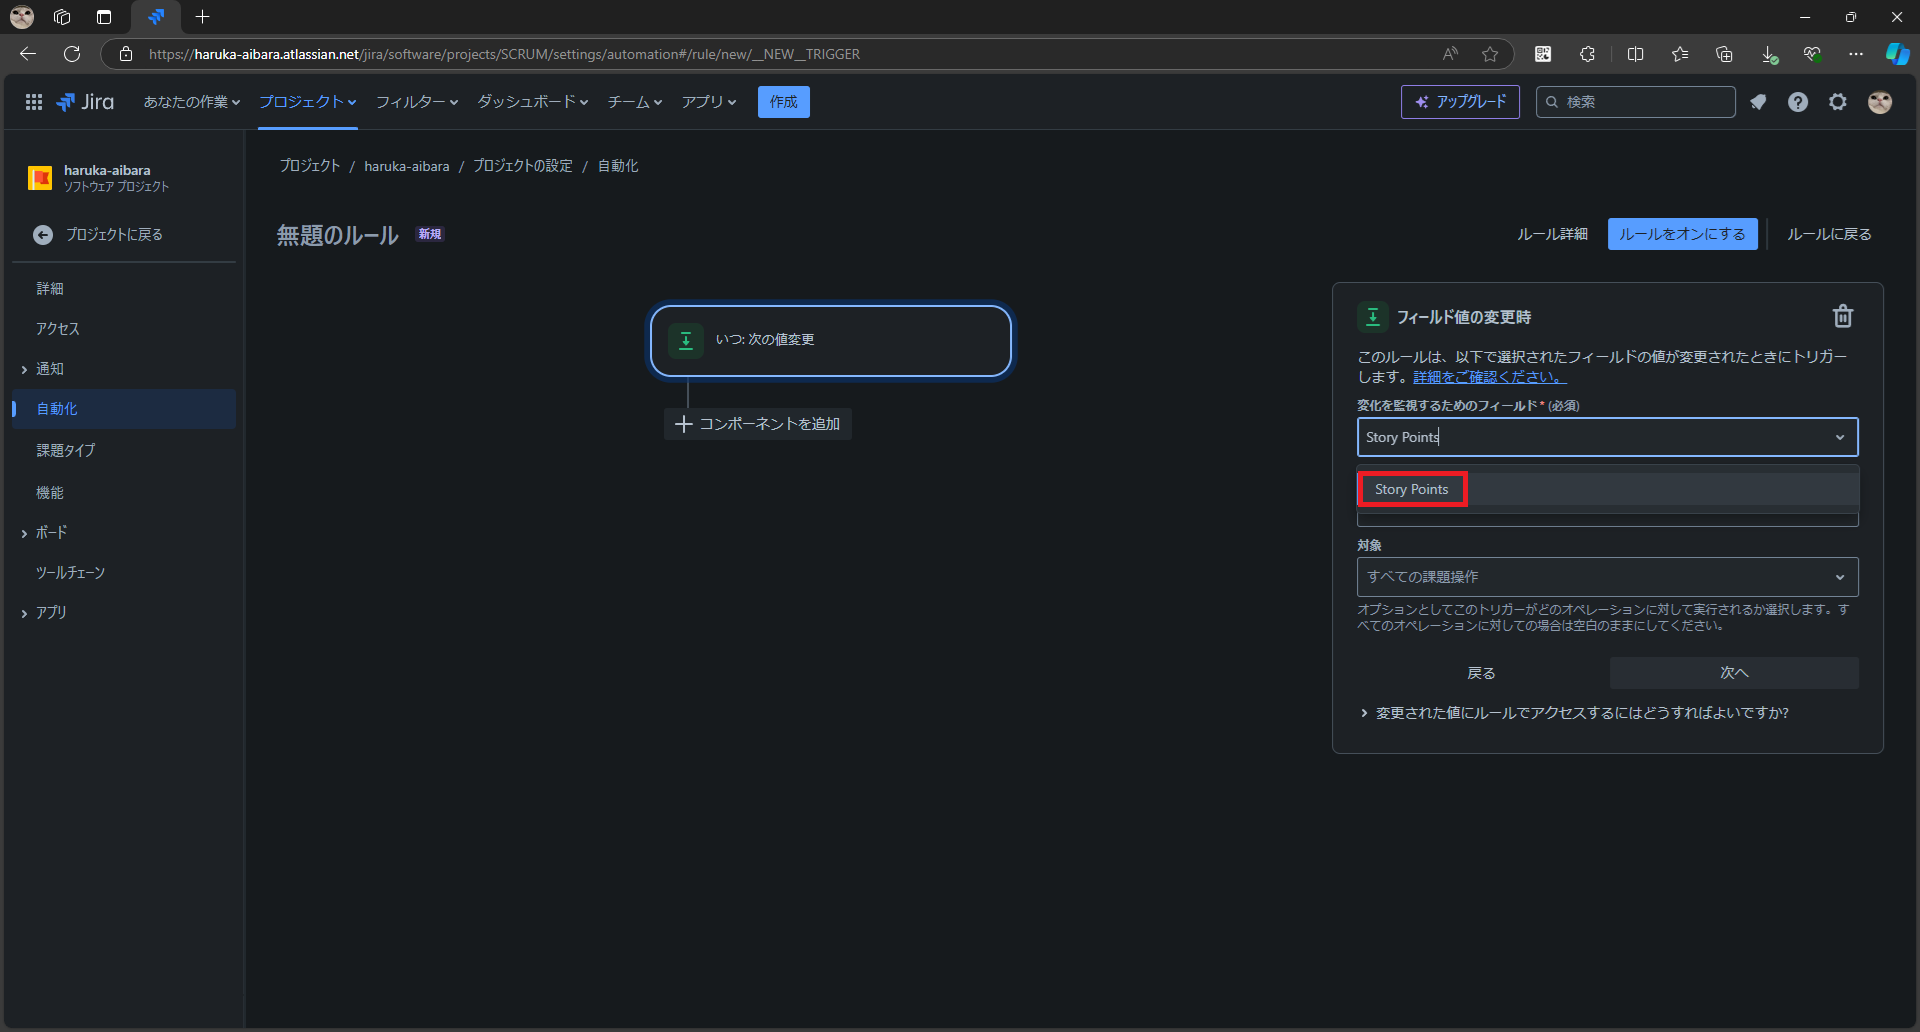 https://haruka-aibara.atlassian.net/jira/software/projects/SCRUM/settings/automation#/rule/new/__NEW__TRIGGER
Jira あなたの作業 プロジェクト フィルター ダッシュボード チーム アプリ 作成 アップグレード 検索
haruka-aibara
ソフトウェア プロジェクト
プロジェクトに戻る
詳細
アクセス
通知
自動化
課題タイプ
機能
ボード
ツールチェーン
アプリ
プロジェクト / haruka-aibara / プロジェクトの設定 / 自動化
無題のルール 新規
ルール詳細 ルールをオンにする ルールに戻る
いつ: 次の値変更
コンポーネントを追加
フィールド値の変更時
このルールは、以下で選択されたフィールドの値が変更されたときにトリガー
します。詳細をご確認ください。
変化を監視するためのフィールド* (必須)
Story Points
Story Points
対象
すべての課題操作
オプションとしてこのトリガーがどのオペレーションに対して実行されるか選択します。す
べてのオペレーションに対しての場合は空白のままにしてください。
戻る 次へ
変更された値にルールでアクセスするにはどうすればよいですか?